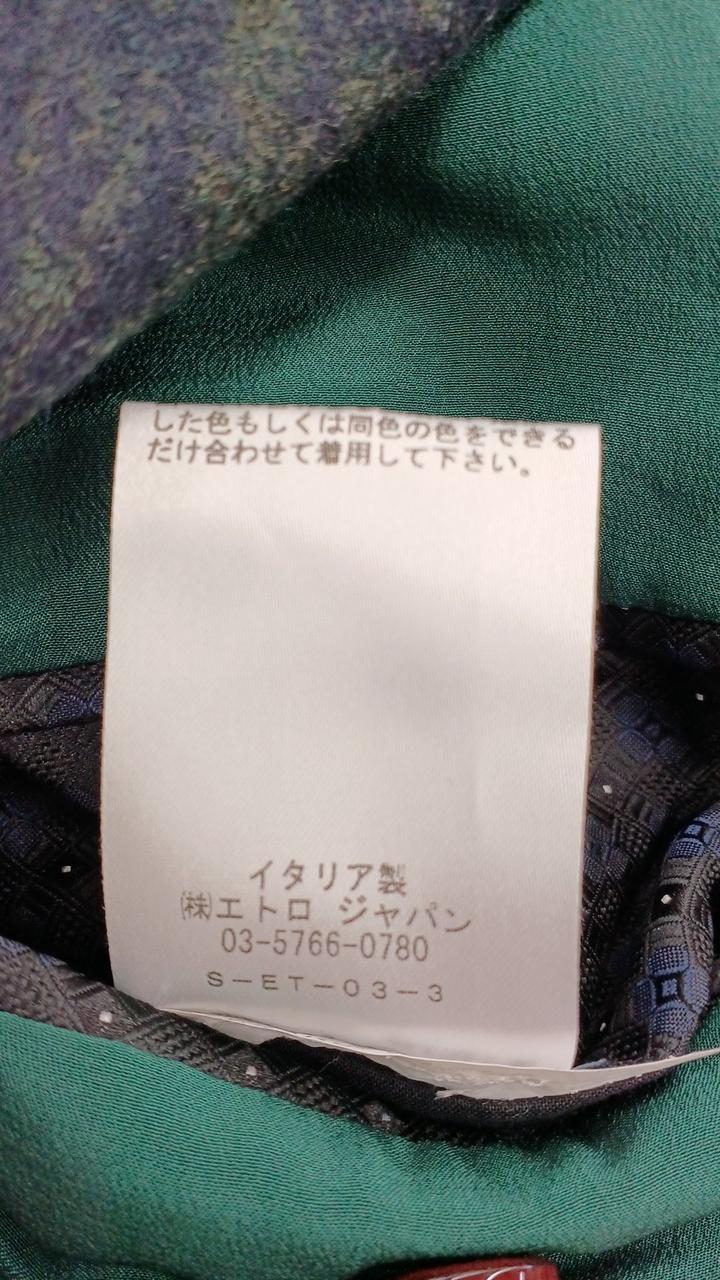 した色もしくは同色の色をできる
だけ合わせて着用して下さい。
イタリア製
㈱エトロ ジャパン
03-5766-0780
S-ET-03-3